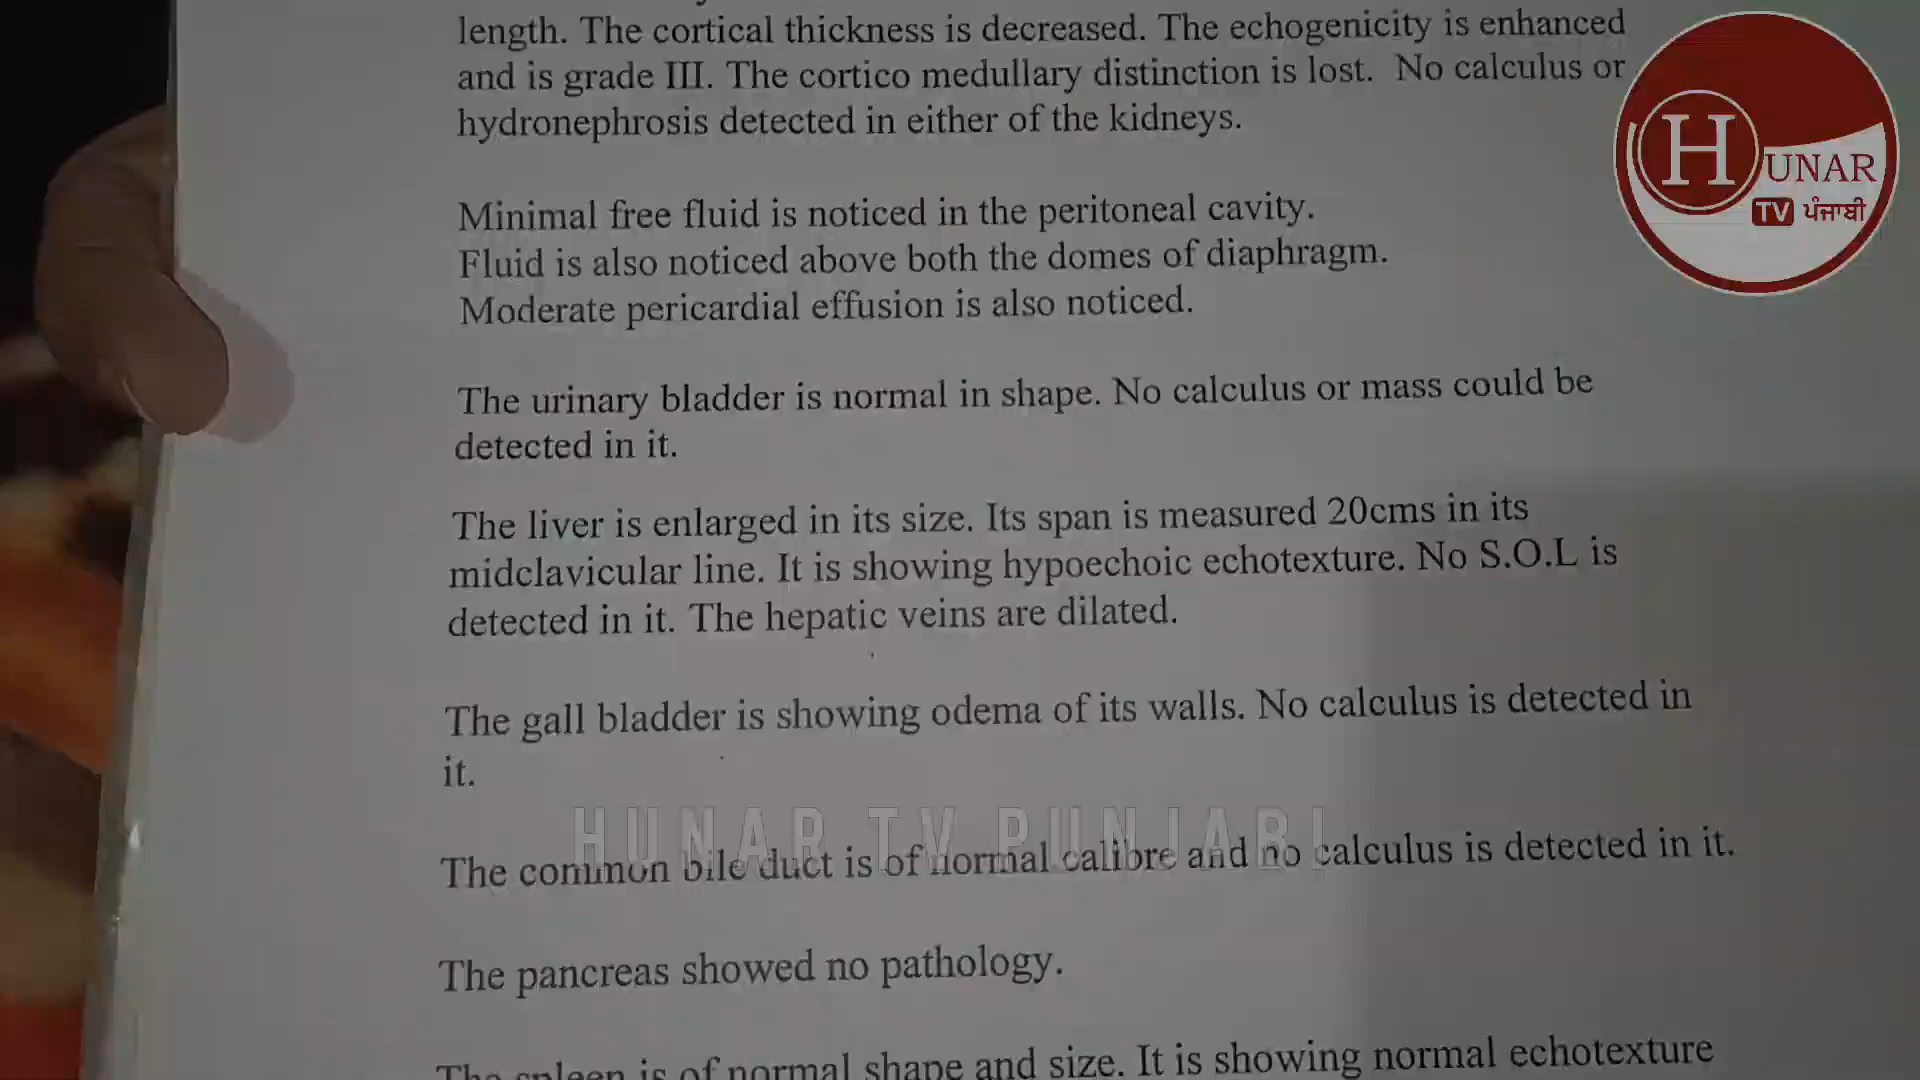 length. The cortical thickness is decreased. The echogenicity is enhanced
and is grade III. The cortico medullary distinction is lost. No calculus or
hydronephrosis detected in either of the kidneys.
Minimal free fluid is noticed in the peritoneal cavity.
Fluid is also noticed above both the domes of diaphragm.
Moderate pericardial effusion is also noticed.
The urinary bladder is normal in shape. No calculus or mass could be
detected in it.
The liver is enlarged in its size. Its span is measured 20cms in its
midclavicular line. It is showing hypoechoic echotexture. No S.O.L is
detected in it. The hepatic veins are dilated.
The gall bladder is showing odema of its walls. No calculus is detected in
it.
The common bile duct is of normal calibre and no calculus is detected in it.
The pancreas showed no pathology.
The spleen is of normal shape and size. It is showing normal echotexture
HUNAR
TV ਪੰਜਾਬੀ
HUNAR TV PUNJABI